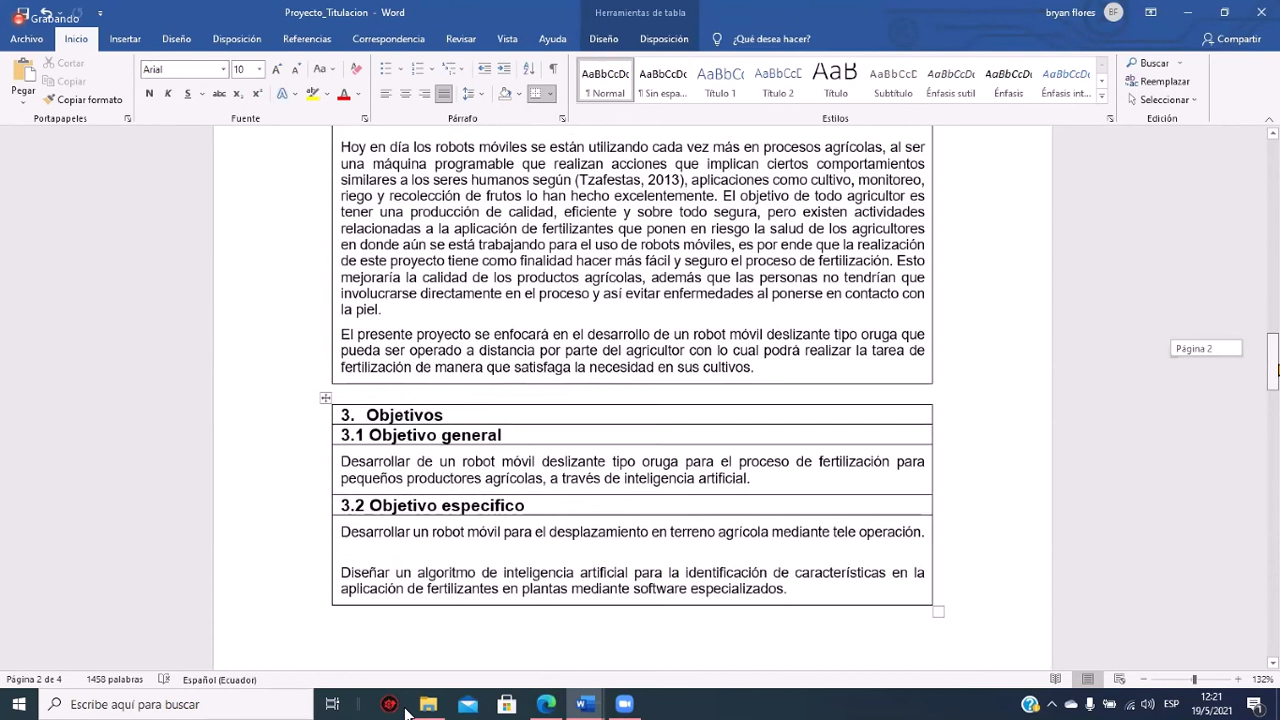 Grabando
Proyecto_Titulacion - Word
Herramientas de tabla
bryan flores
BF
Archivo
Inicio
Insertar
Diseño
Disposición
Referencias
Correspondencia
Revisar
Vista
Ayuda
Diseño
Disposición
¿Qué desea hacer?
Compartir
Pegar
Cortar
Copiar
Copiar formato
Portapapeles
Arial
10
Fuente
Párrafo
AaBbCcDc
¶ Normal
AaBbCcDc
¶ Sin espa...
AaBbCc
Título 1
AaBbCcD
Título 2
AaB
Título
AaBbCcC
Subtítulo
AaBbCcDc
Énfasis sutil
AaBbCcDc
Énfasis
AaBbCcDc
Énfasis int...
Estilos
Buscar
Reemplazar
Seleccionar
Edición
Hoy en día los robots móviles se están utilizando cada vez más en procesos agrícolas, al ser
una máquina programable que realizan acciones que implican ciertos comportamientos
similares a los seres humanos según (Tzafestas, 2013), aplicaciones como cultivo, monitoreo,
riego y recolección de frutos lo han hecho excelentemente. El objetivo de todo agricultor es
tener una producción de calidad, eficiente y sobre todo segura, pero existen actividades
relacionadas a la aplicación de fertilizantes que ponen en riesgo la salud de los agricultores
en donde aún se está trabajando para el uso de robots móviles, es por ende que la realización
de este proyecto tiene como finalidad hacer más fácil y seguro el proceso de fertilización. Esto
mejoraría la calidad de los productos agrícolas, además que las personas no tendrían que
involucrarse directamente en el proceso y así evitar enfermedades al ponerse en contacto con
la piel.
El presente proyecto se enfocará en el desarrollo de un robot móvil deslizante tipo oruga que
pueda ser operado a distancia por parte del agricultor con lo cual podrá realizar la tarea de
fertilización de manera que satisfaga la necesidad en sus cultivos.
Página 2
3. Objetivos
3.1 Objetivo general
Desarrollar de un robot móvil deslizante tipo oruga para el proceso de fertilización para
pequeños productores agrícolas, a través de inteligencia artificial.
3.2 Objetivo especifico
Desarrollar un robot móvil para el desplazamiento en terreno agrícola mediante tele operación.
Diseñar un algoritmo de inteligencia artificial para la identificación de características en la
aplicación de fertilizantes en plantas mediante software especializados.
Página 2 de 4
1458 palabras
Español (Ecuador)
132%
Escribe aquí para buscar
ESP
12:21
19/5/2021